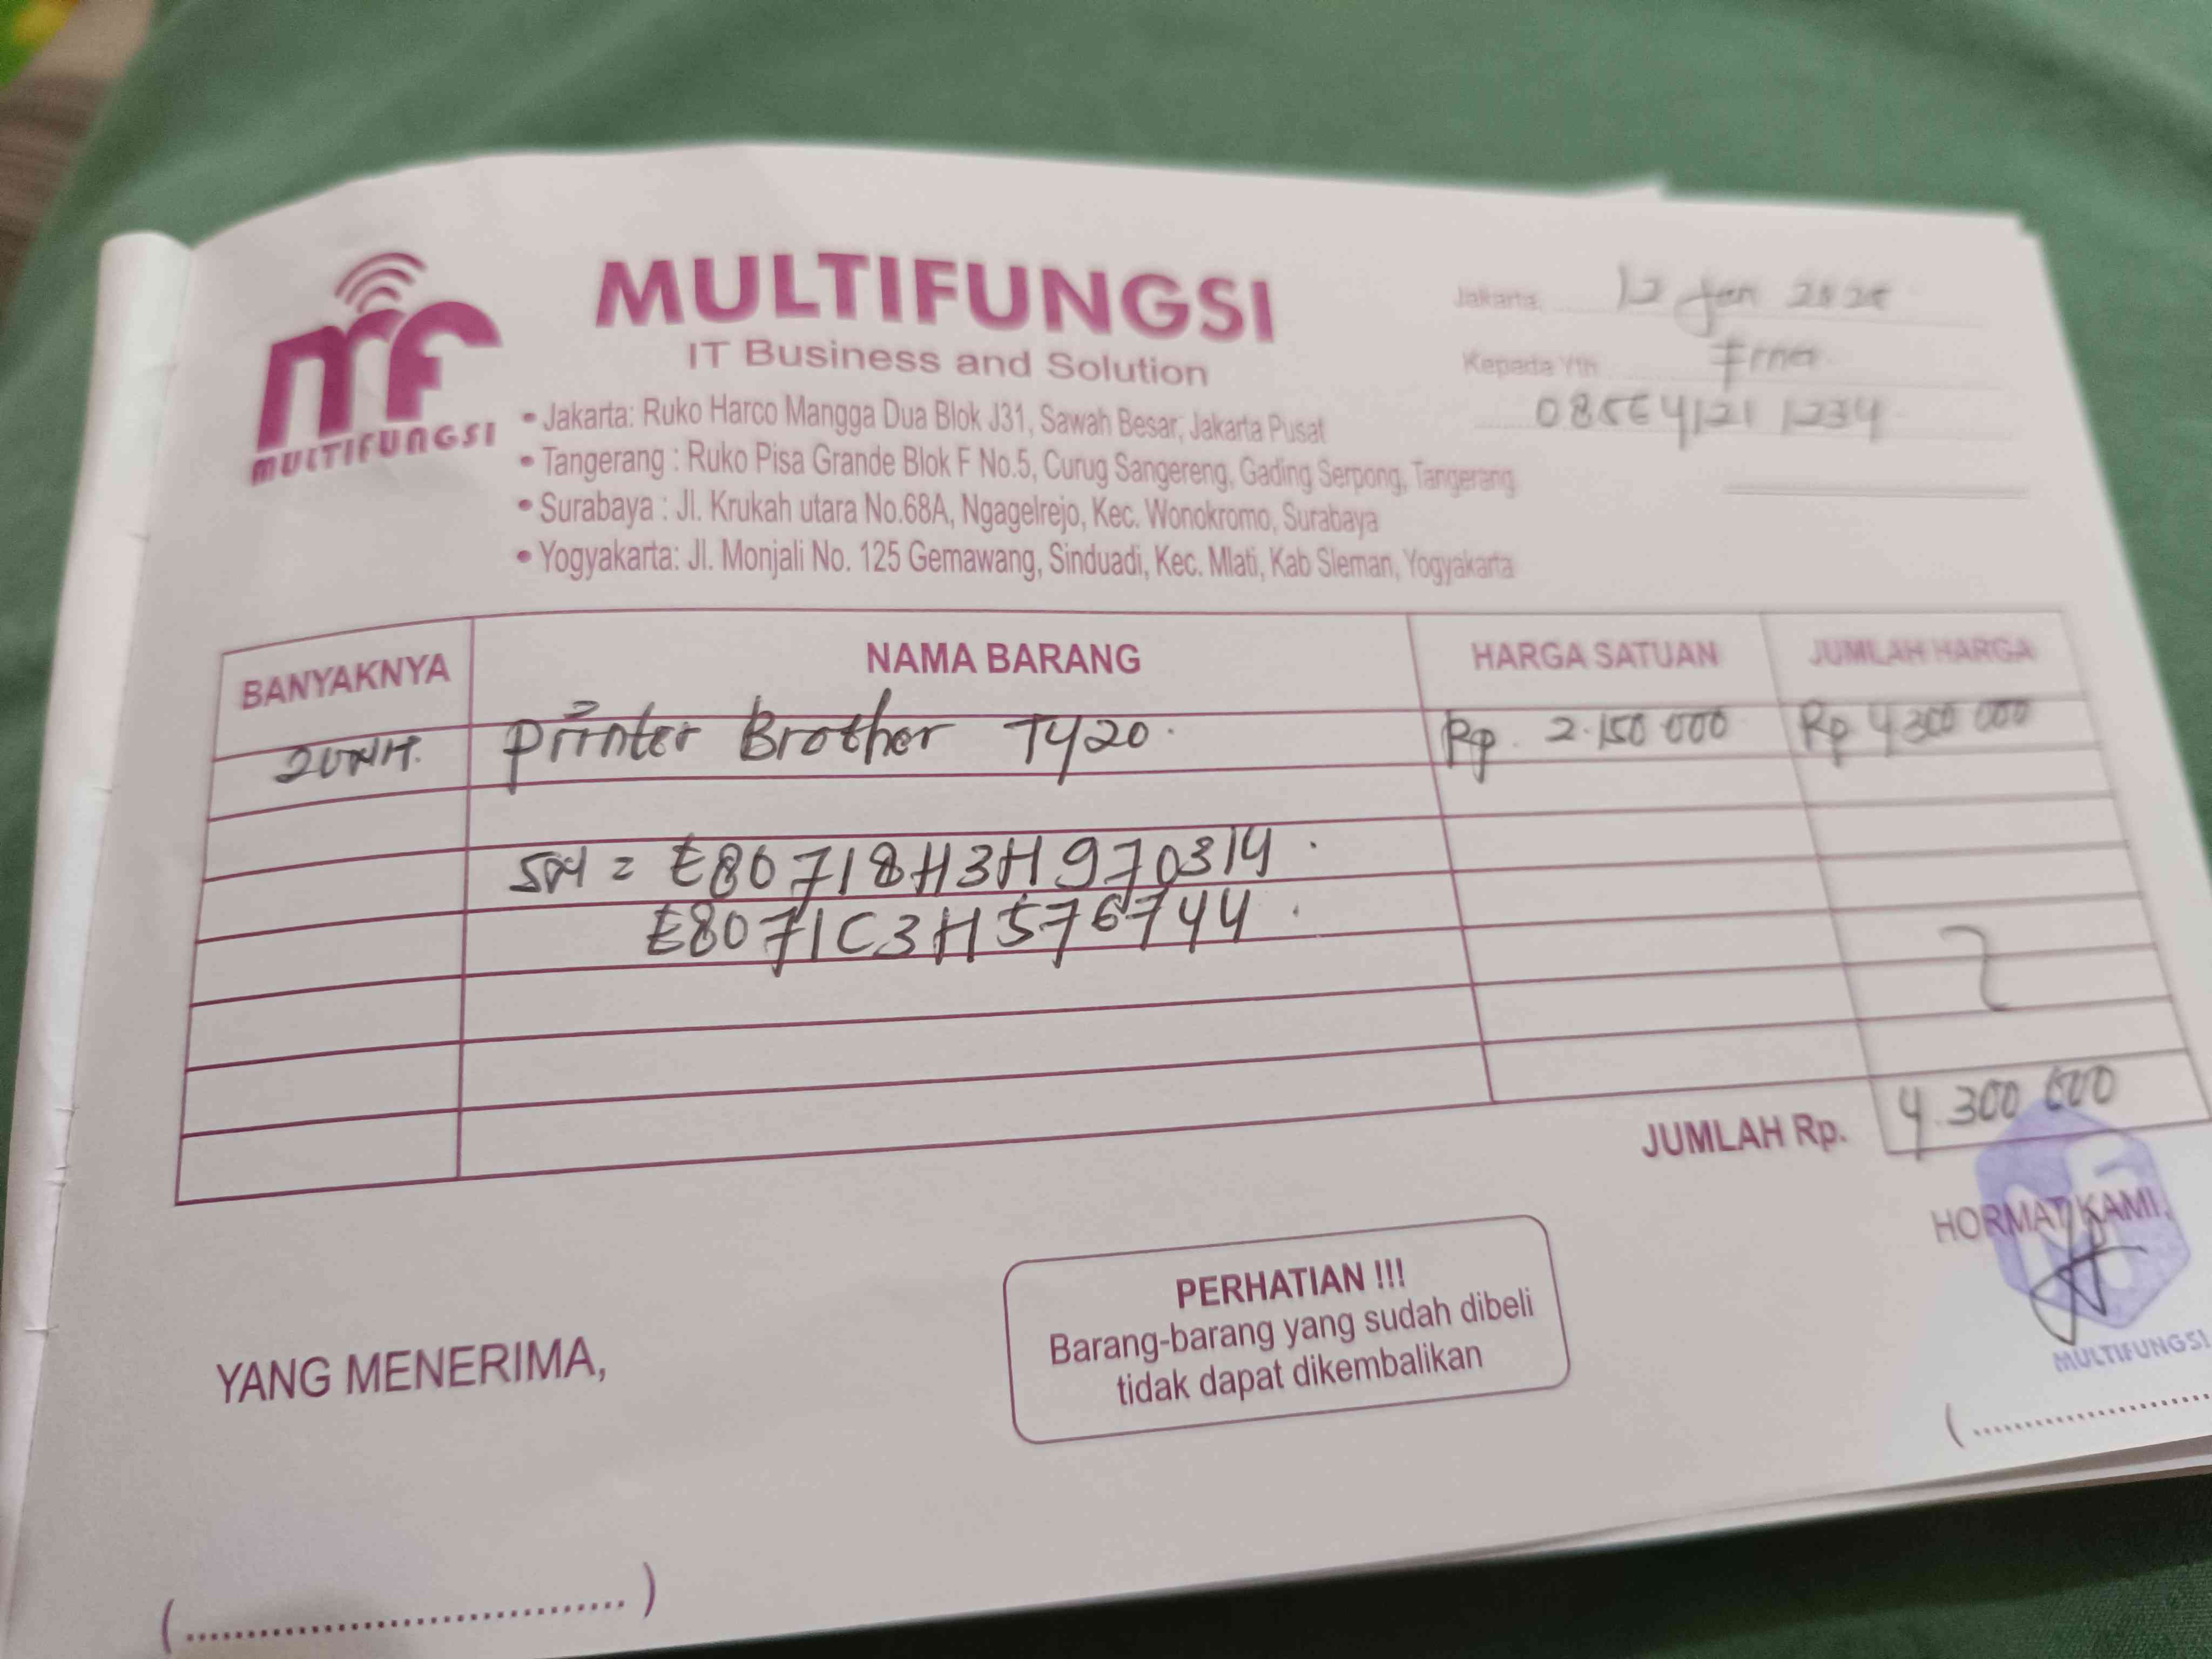 MULTIFUNGSI
MULTIFUNGSI
IT Business and Solution
• Jakarta: Ruko Harco Mangga Dua Blok J31, Sawah Besar, Jakarta Pusat
• Tangerang : Ruko Pisa Grande Blok F No.5, Curug Sangereng, Gading Serpong, Tangerang
• Surabaya : Jl. Krukah utara No.68A, Ngagelrejo, Kec. Wonokromo, Surabaya
• Yogyakarta: Jl. Monjali No. 125 Gemawang, Sinduadi, Kec. Mlati, Kab Sleman, Yogyakarta
Jakarta, 12 Jan
Kepada Yth Erna
BANYAKNYA NAMA BARANG HARGA SATUAN JUMLAH HARGA
2 Unit. Printer Brother T420. Rp. 2.150 000 Rp 4.300 000
= E80718H3H970314.
E8071C3H576744.
JUMLAH Rp. 4.300 000
HORMAT KAMI,
MULTIFUNGSI
PERHATIAN !!!
Barang-barang yang sudah dibeli
tidak dapat dikembalikan
YANG MENERIMA,